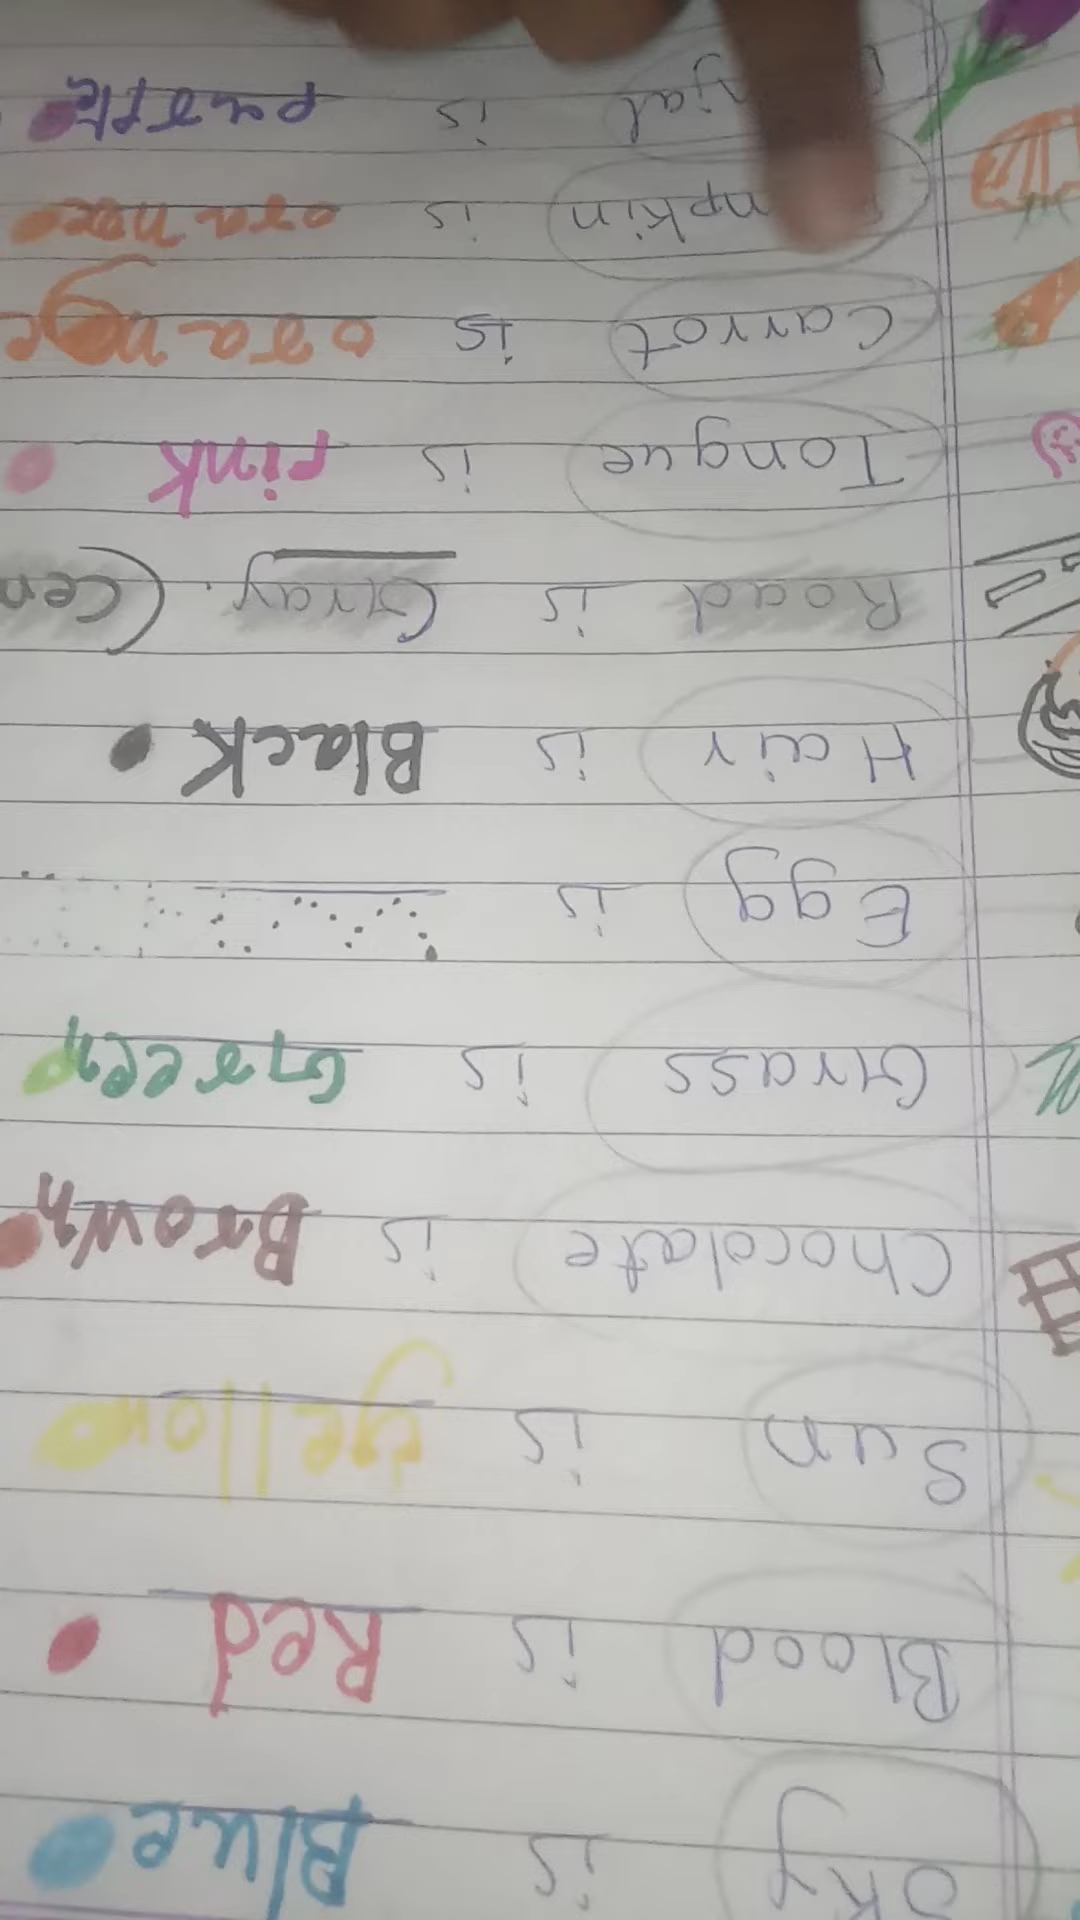 Sky is Blue
Blood is Red
Sun is yellow
Chocolate is Brown
Grass is Green
Egg is
Hair is Black
Road is Gray. (Cem
Tongue is Pink
Carrot is orange
mpkin is orange
njal is purple